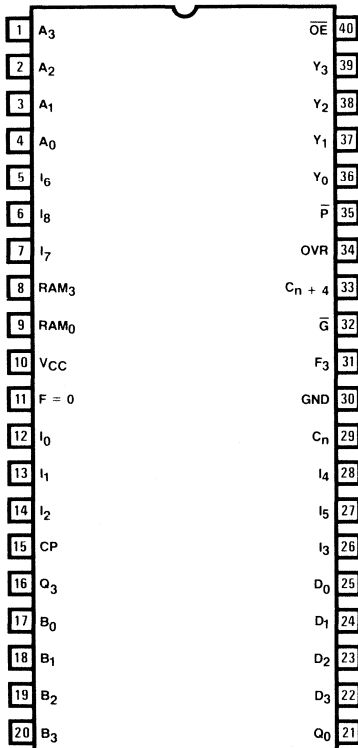 1 A₃ O̅E̅ 40
2 A₂ Y₃ 39
3 A₁ Y₂ 38
4 A₀ Y₁ 37
5 I₆ Y₀ 36
6 I₈ P̅ 35
7 I₇ OVR 34
8 RAM₃ Cₙ ₊ ₄ 33
9 RAM₀ G̅ 32
10 V_CC F₃ 31
11 F = 0 GND 30
12 I₀ Cₙ 29
13 I₁ I₄ 28
14 I₂ I₅ 27
15 CP I₃ 26
16 Q₃ D₀ 25
17 B₀ D₁ 24
18 B₁ D₂ 23
19 B₂ D₃ 22
20 B₃ Q₀ 21